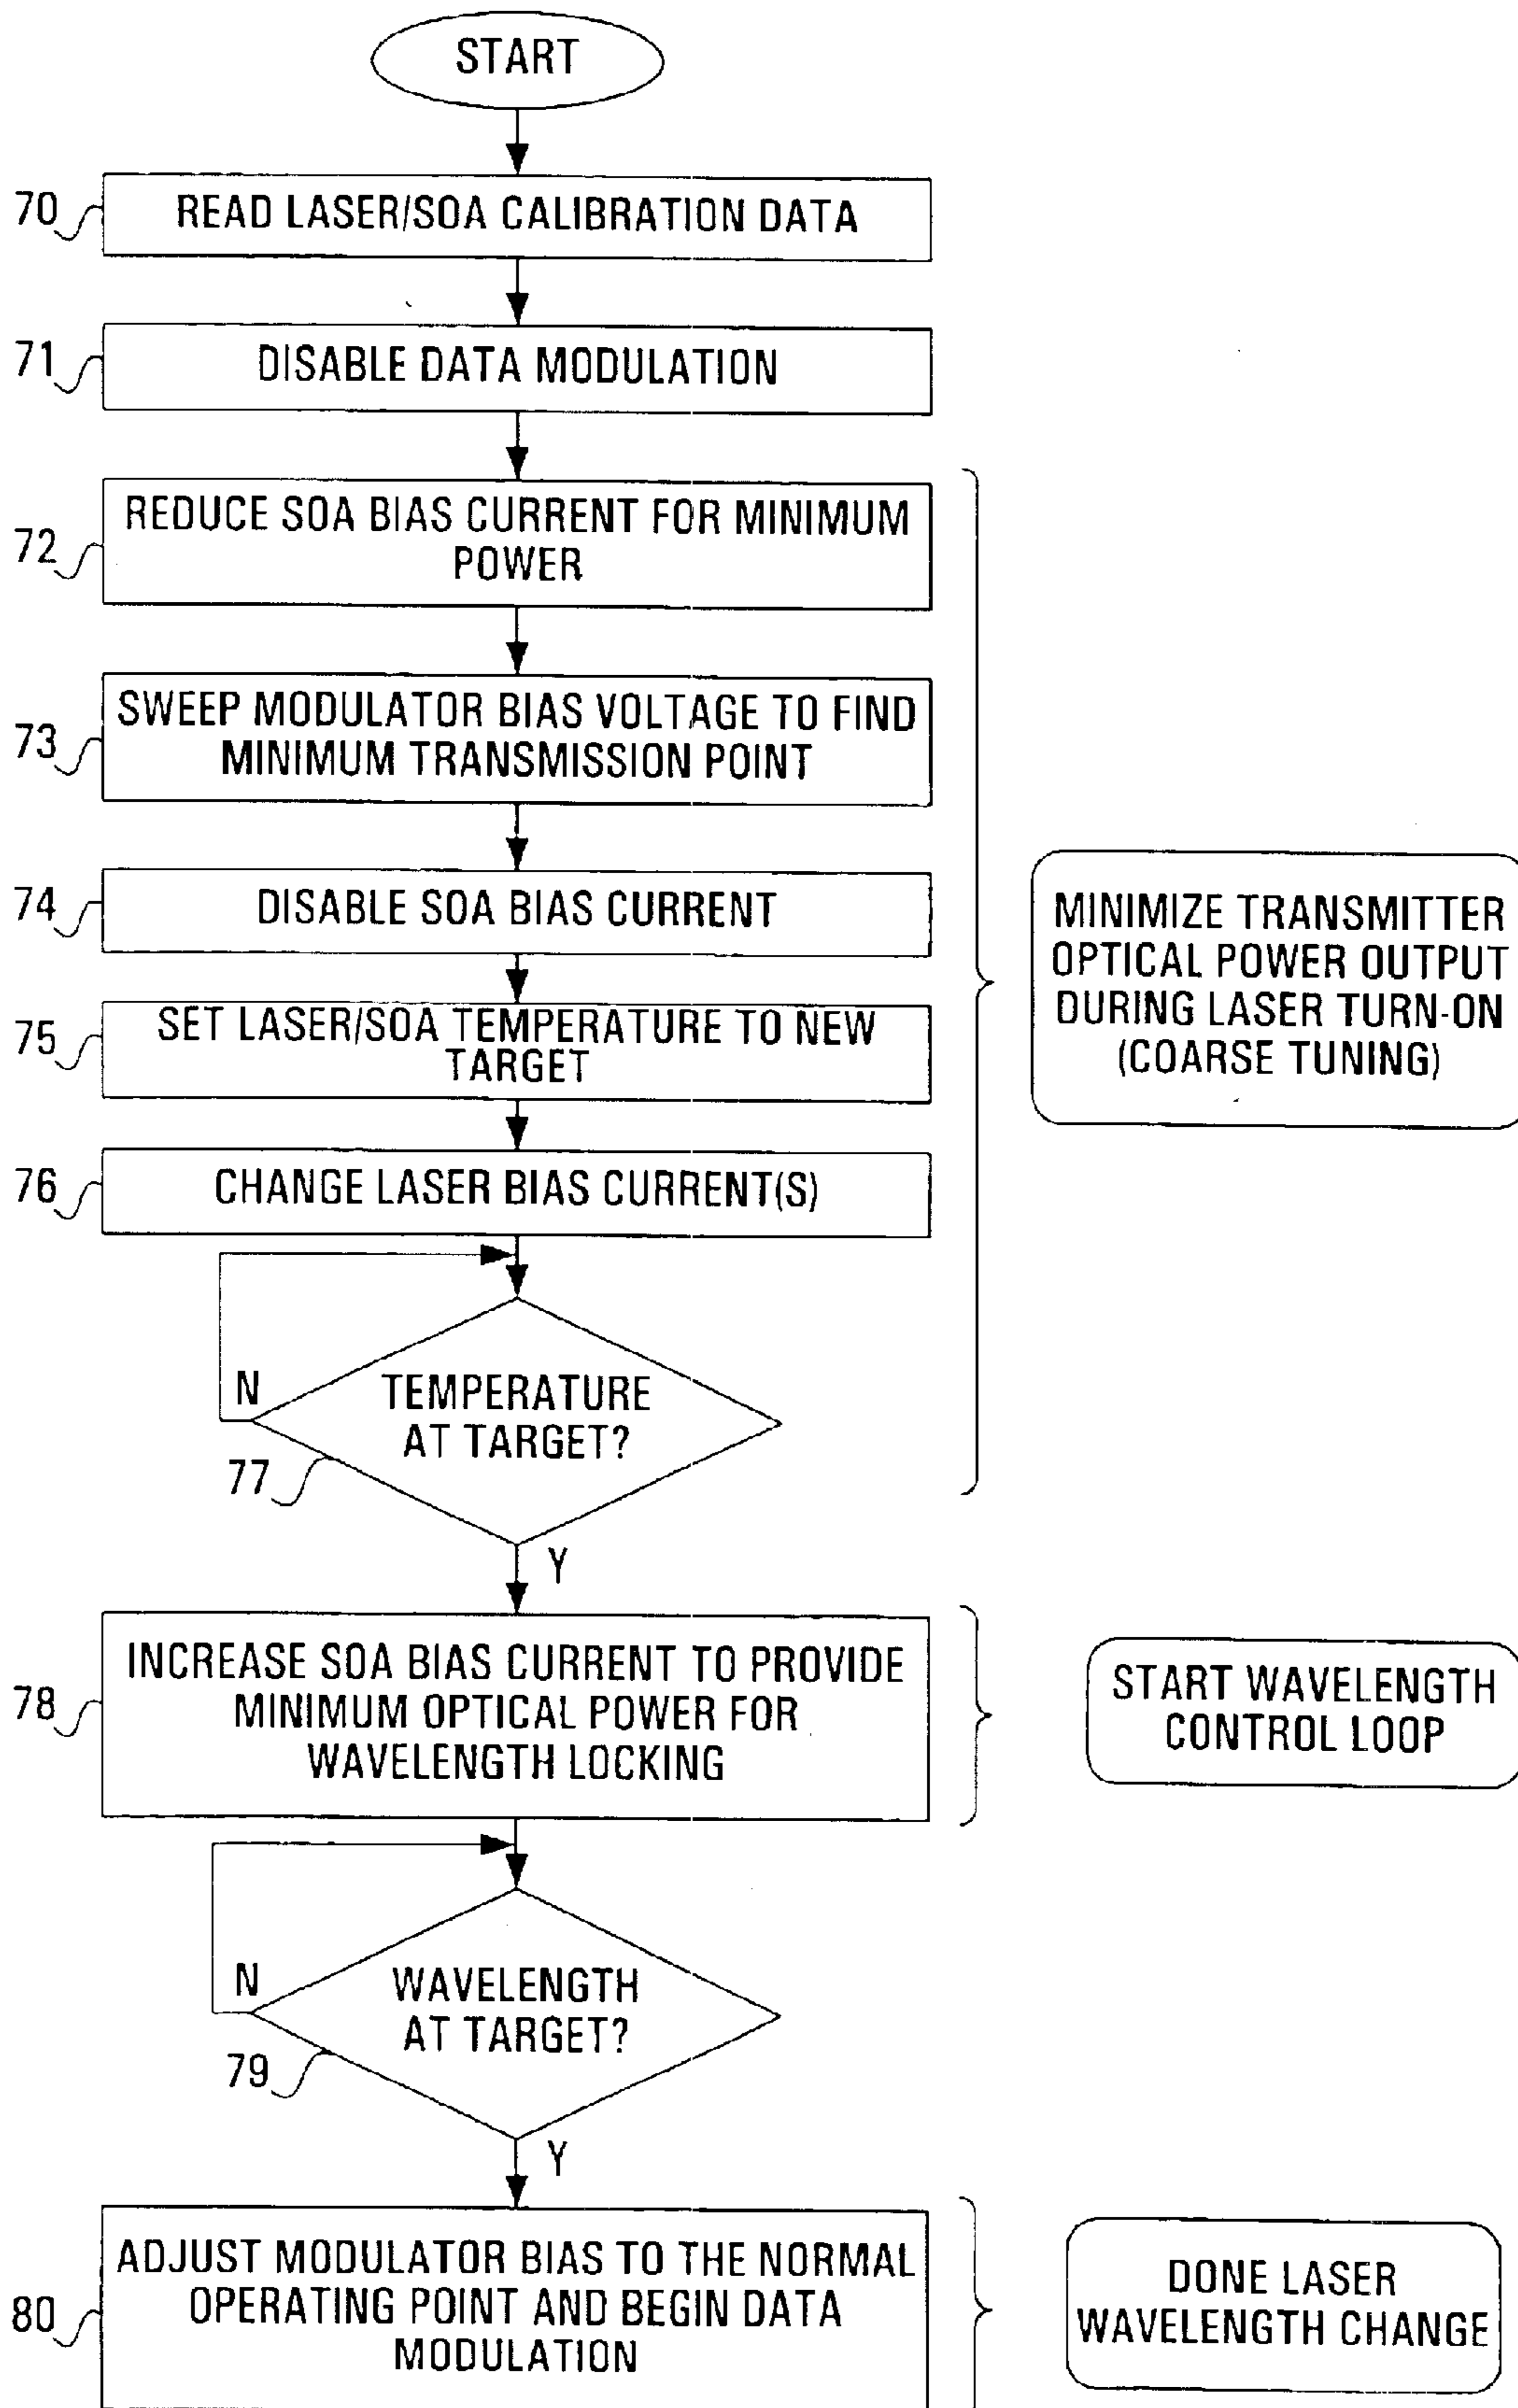 START
70
READ LASER/SOA CALIBRATION DATA
71
DISABLE DATA MODULATION
72
REDUCE SOA BIAS CURRENT FOR MINIMUM
POWER
73
SWEEP MODULATOR BIAS VOLTAGE TO FIND
MINIMUM TRANSMISSION POINT
74
DISABLE SOA BIAS CURRENT
75
SET LASER/SOA TEMPERATURE TO NEW
TARGET
76
CHANGE LASER BIAS CURRENT(S)
N
TEMPERATURE
AT TARGET?
77
Y
MINIMIZE TRANSMITTER
OPTICAL POWER OUTPUT
DURING LASER TURN-ON
(COARSE TUNING)
78
INCREASE SOA BIAS CURRENT TO PROVIDE
MINIMUM OPTICAL POWER FOR
WAVELENGTH LOCKING
START WAVELENGTH
CONTROL LOOP
N
WAVELENGTH
AT TARGET?
79
Y
80
ADJUST MODULATOR BIAS TO THE NORMAL
OPERATING POINT AND BEGIN DATA
MODULATION
DONE LASER
WAVELENGTH CHANGE